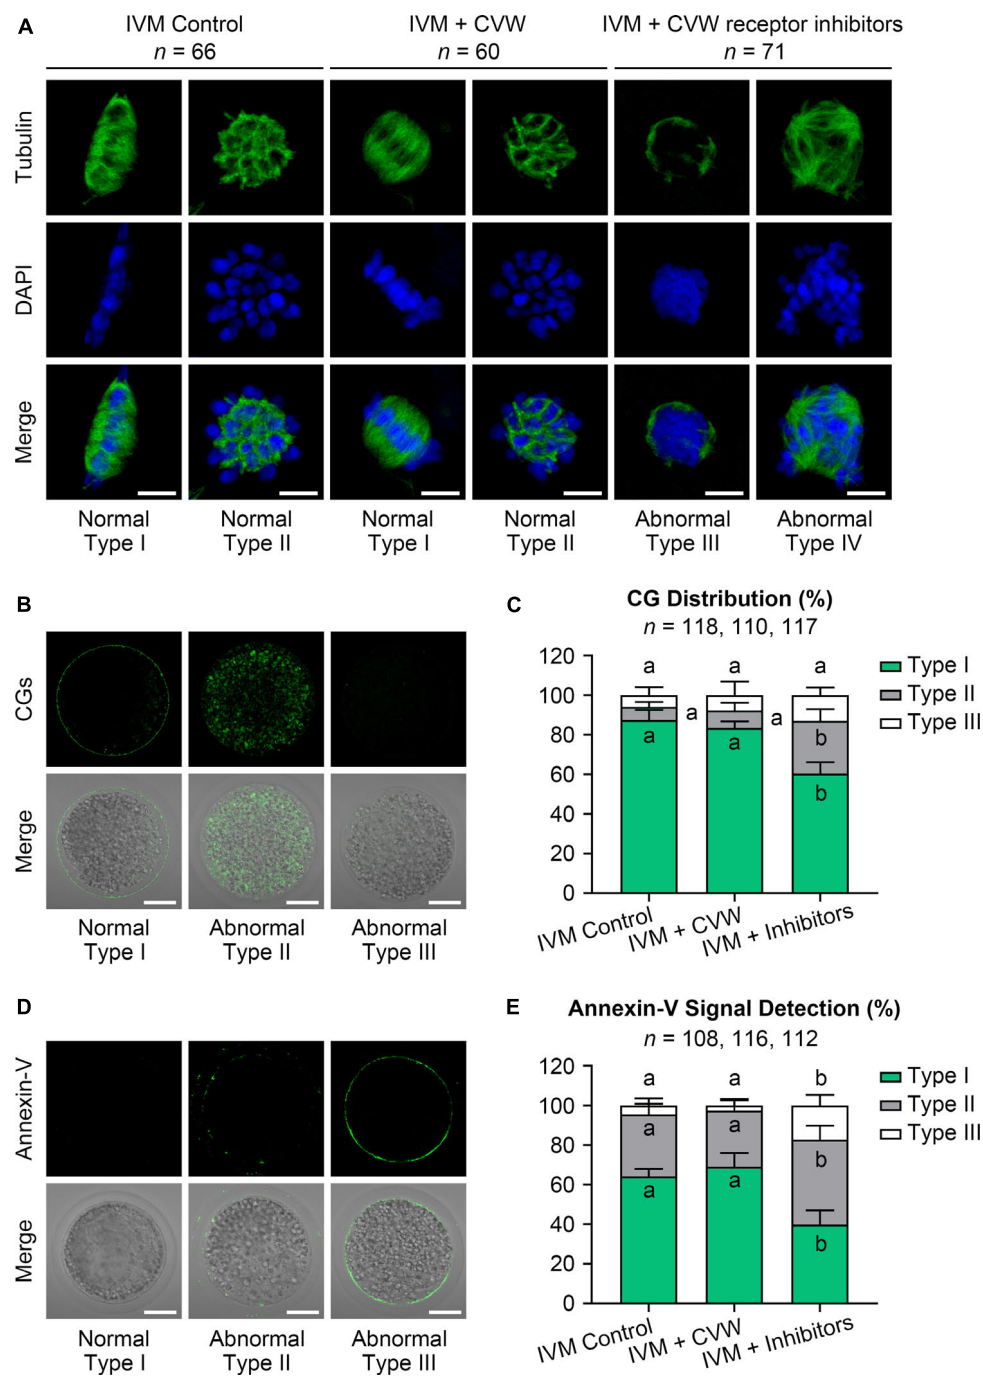 A
IVM Control
n = 66
IVM + CVW
n = 60
IVM + CVW receptor inhibitors
n = 71
Tubulin
DAPI
Merge
Normal
Type I
Normal
Type II
Normal
Type I
Normal
Type II
Abnormal
Type III
Abnormal
Type IV
B
CGs
Merge
Normal
Type I
Abnormal
Type II
Abnormal
Type III
C
CG Distribution (%)
n = 118, 110, 117
120
100
80
60
40
20
0
a
a
a
a
a
a
a
b
b
Type I
Type II
Type III
IVM Control
IVM + CVW
IVM + Inhibitors
D
Annexin-V
Merge
Normal
Type I
Abnormal
Type II
Abnormal
Type III
E
Annexin-V Signal Detection (%)
n = 108, 116, 112
120
100
80
60
40
20
0
a
a
b
a
a
b
a
a
b
Type I
Type II
Type III
IVM Control
IVM + CVW
IVM + Inhibitors